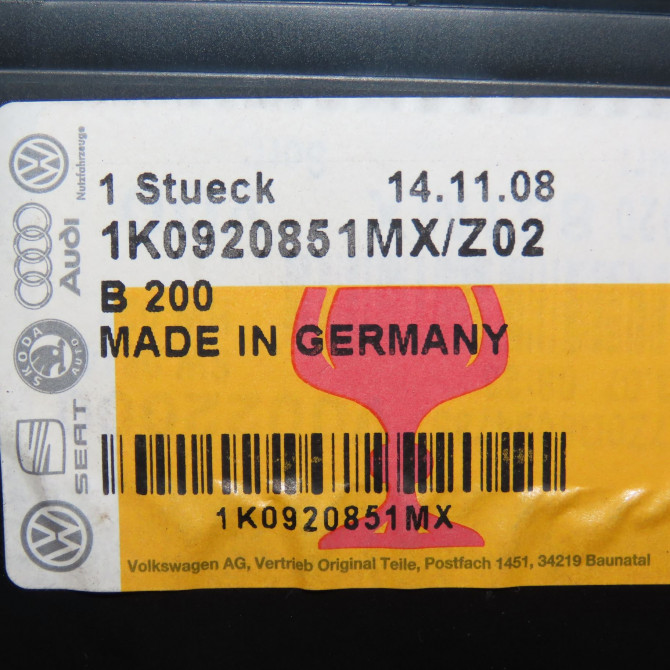 1 Stueck 14.11.08
1K0920851MX/Z02
B 200
MADE IN GERMANY
1K0920851MX
Volkswagen AG, Vertrieb Original Teile, Postfach 1451, 34219 Baunatal
Nutzfahrzeuge
Audi
SKODA AUTO
SEAT